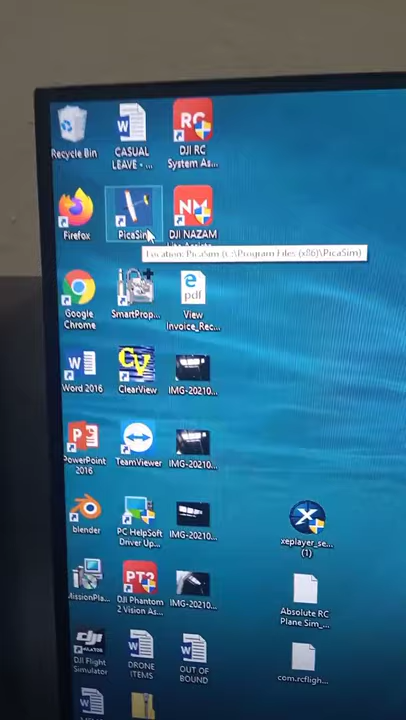 Recycle Bin
CASUAL
LEAVE - ...
RC
DJI RC
System As...
Firefox
PicaSim
NM
DJI NAZAM
Location: PicaSim (C:\Program Files (x86)\PicaSim)
Google
Chrome
SmartProp...
pdf
View
Invoice_Rec...
Word 2016
CV
ClearView
IMG-20210...
PowerPoint
2016
TeamViewer
IMG-20210...
blender
PC HelpSoft
Driver Up...
IMG-20210...
xeplayer_se...
(1)
MissionPla...
PT2
DJI Phantom
2 Vision As...
IMG-20210...
Absolute RC
Plane Sim_...
dji
DJI Flight
Simulator
DRONE
ITEMS
OUT OF
BOUND
com.rcfligh...